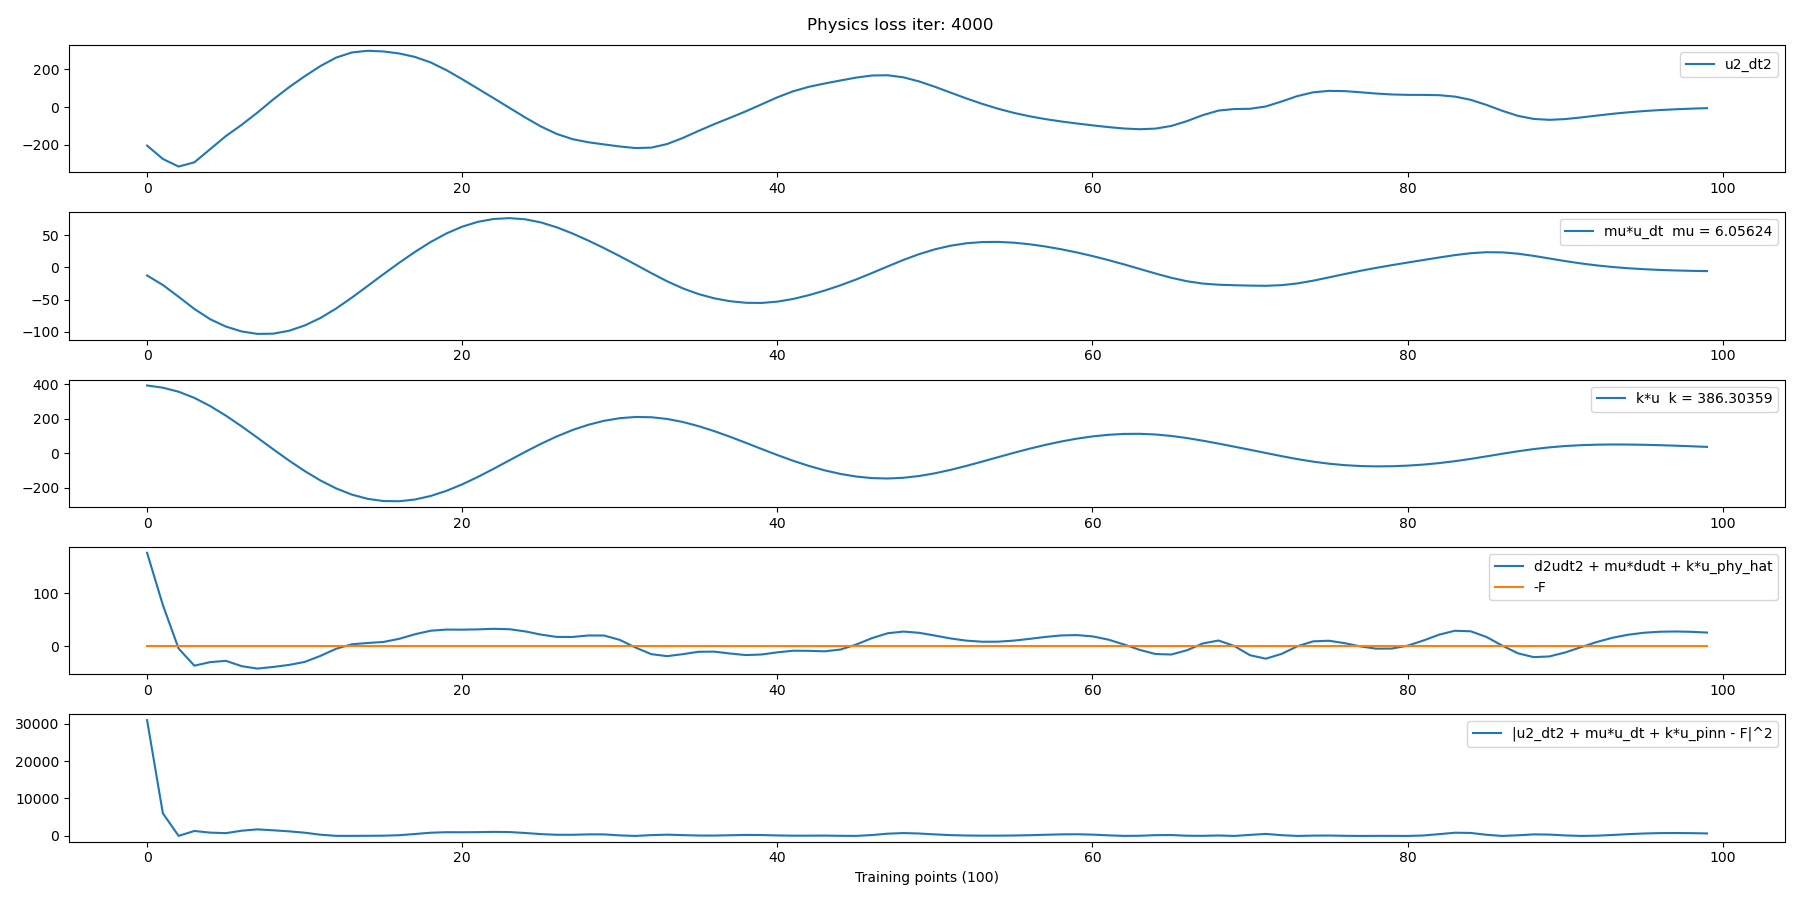 Physics loss iter: 4000
200
0
−200
u2_dt2
0 20 40 60 80 100
50
0
−50
−100
mu*u_dt  mu = 6.05624
0 20 40 60 80 100
400
200
0
−200
k*u  k = 386.30359
0 20 40 60 80 100
100
0
d2udt2 + mu*dudt + k*u_phy_hat
-F
0 20 40 60 80 100
30000
20000
10000
0
|u2_dt2 + mu*u_dt + k*u_pinn - F|^2
0 20 40 60 80 100
Training points (100)